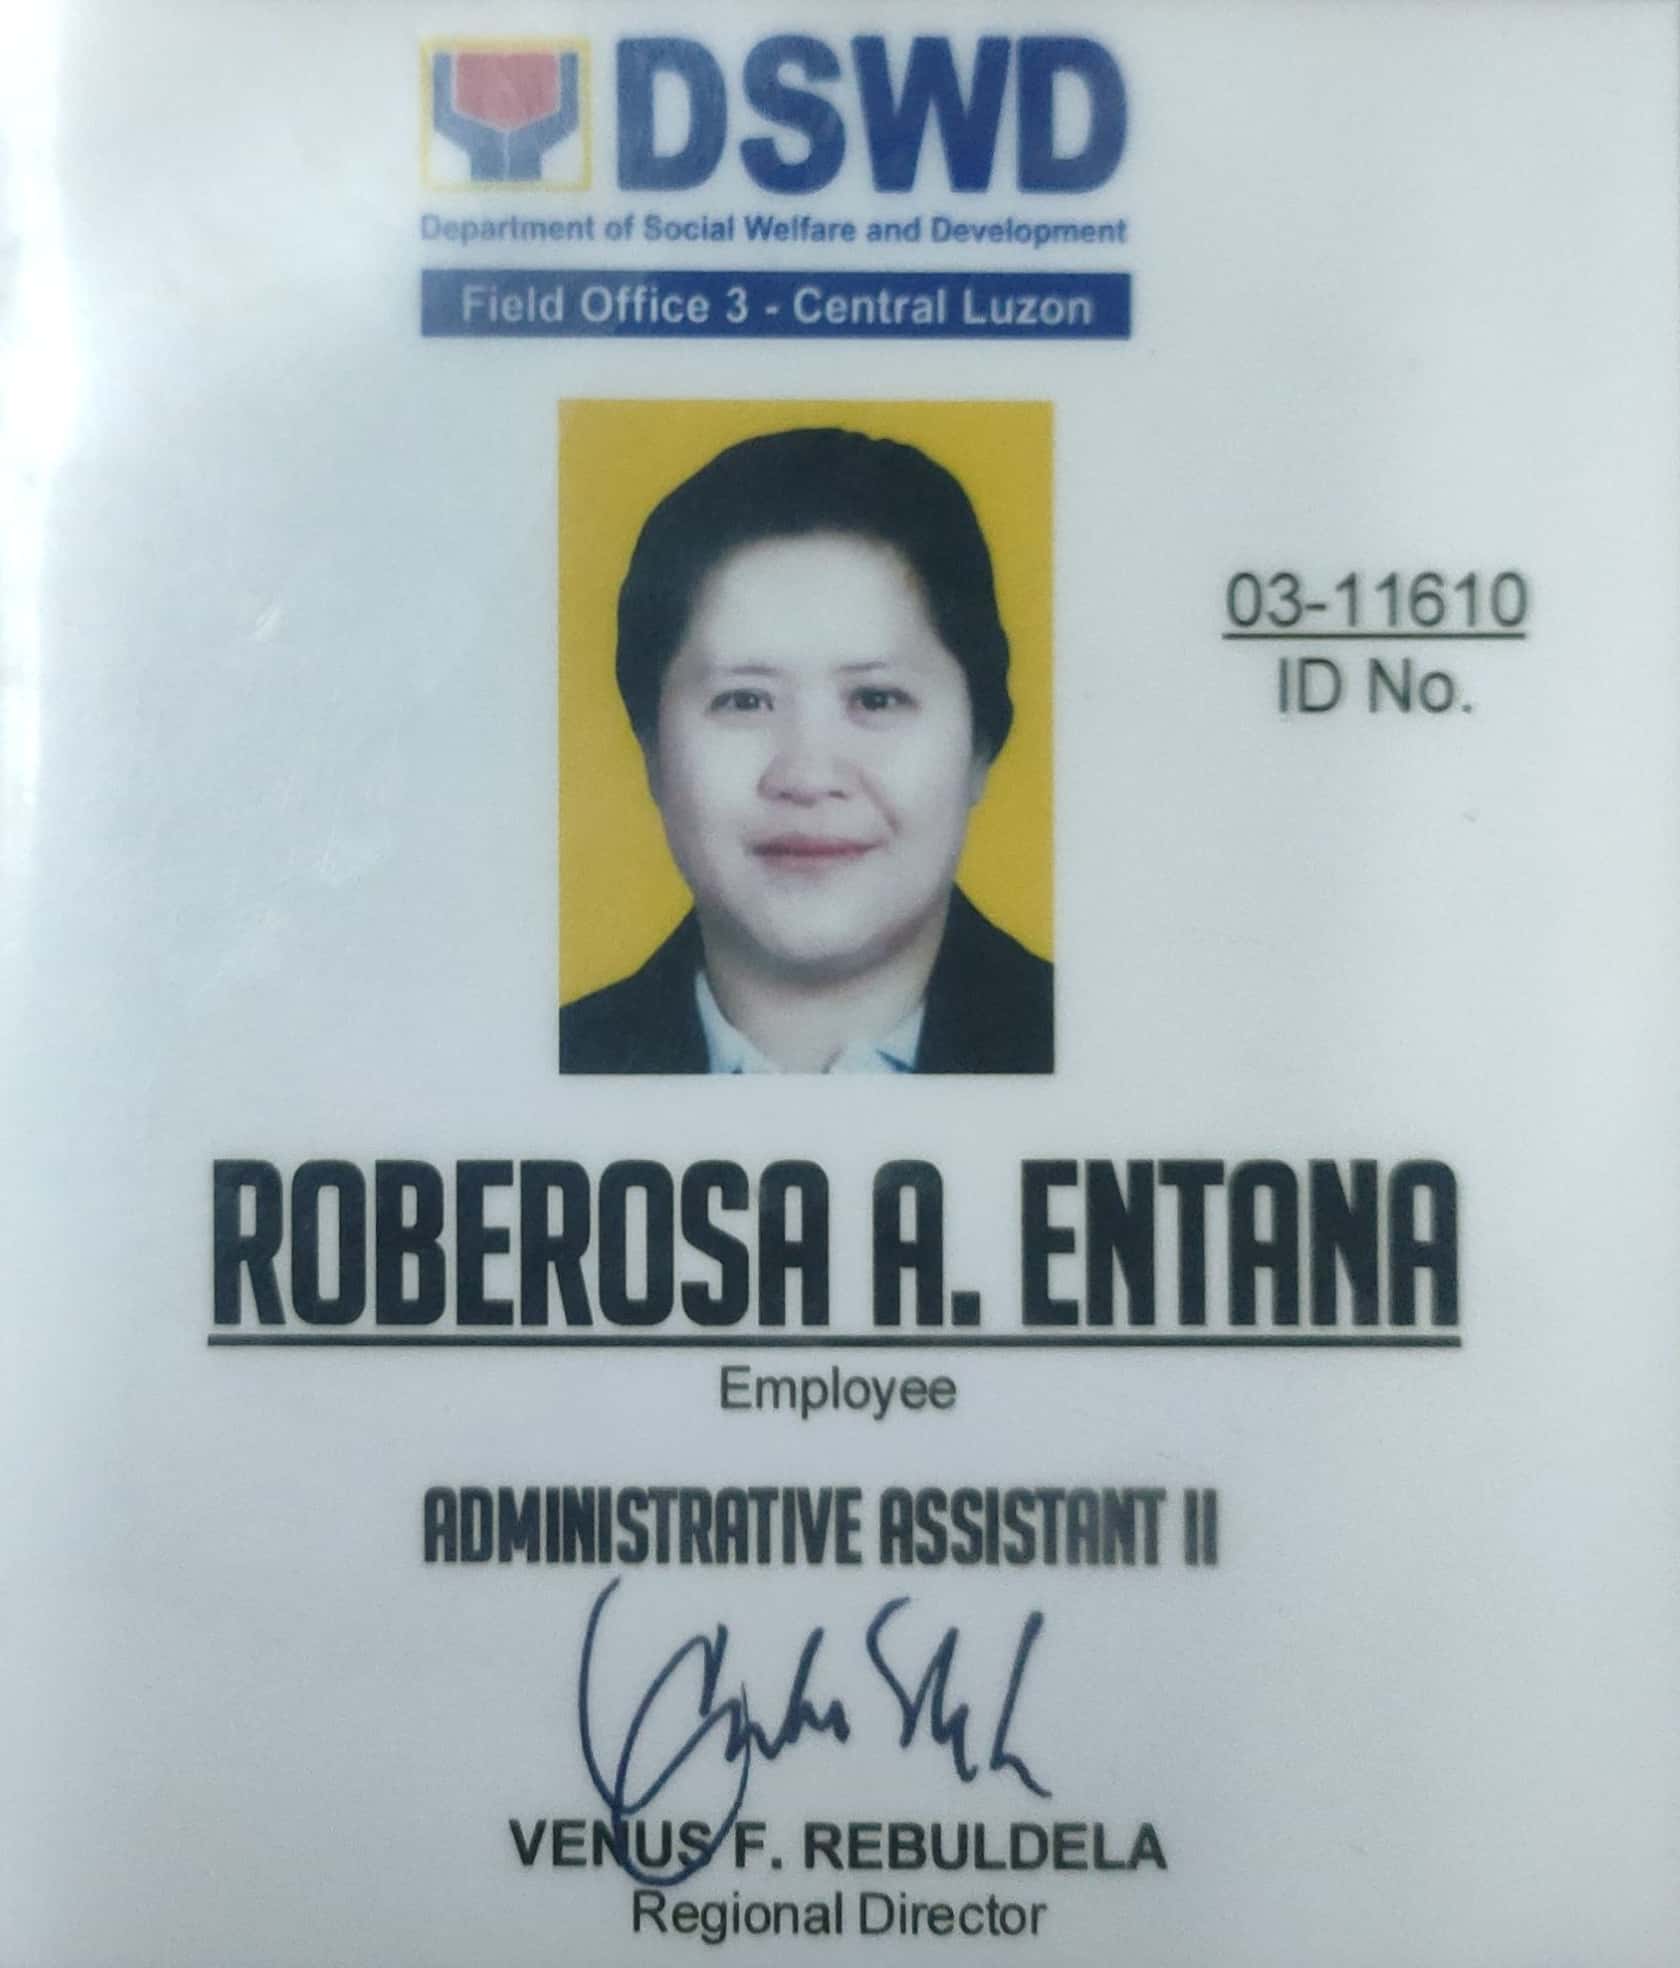 DSWD
Department of Social Welfare and Development
Field Office 3 - Central Luzon
03-11610
ID No.
ROBEROSA A. ENTANA
Employee
ADMINISTRATIVE ASSISTANT II
VENUS F. REBULDELA
Regional Director